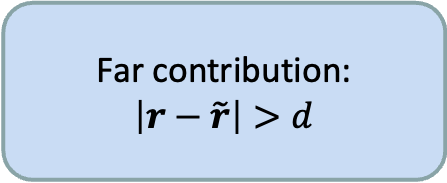 Far contribution:
|𝒓 − 𝒓̃| > 𝑑